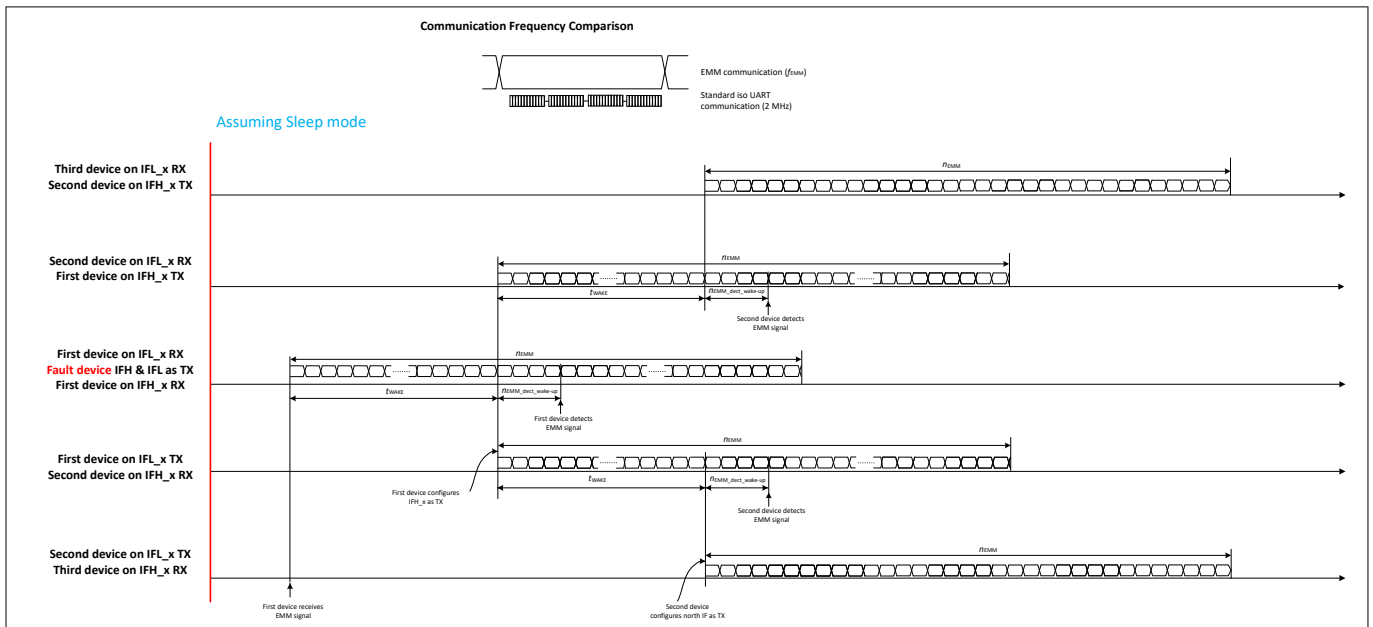 Communication Frequency Comparison
EMM communication (fEMM)
Standard iso UART
communication (2 MHz)
Assuming Sleep mode
Third device on IFL_x RX
Second device on IFH_x TX
nEMM
Second device on IFL_x RX
First device on IFH_x TX
nEMM
tWAKE
nEMM_dect_wake-up
Second device detects
EMM signal
First device on IFL_x RX
Fault device IFH & IFL as TX
First device on IFH_x RX
nEMM
tWAKE
nEMM_dect_wake-up
First device detects
EMM signal
First device on IFL_x TX
Second device on IFH_x RX
nEMM
tWAKE
nEMM_dect_wake-up
First device configures
IFH_x as TX
Second device detects
EMM signal
Second device on IFL_x TX
Third device on IFH_x RX
nEMM
First device receives
EMM signal
Second device
configures north IF as TX